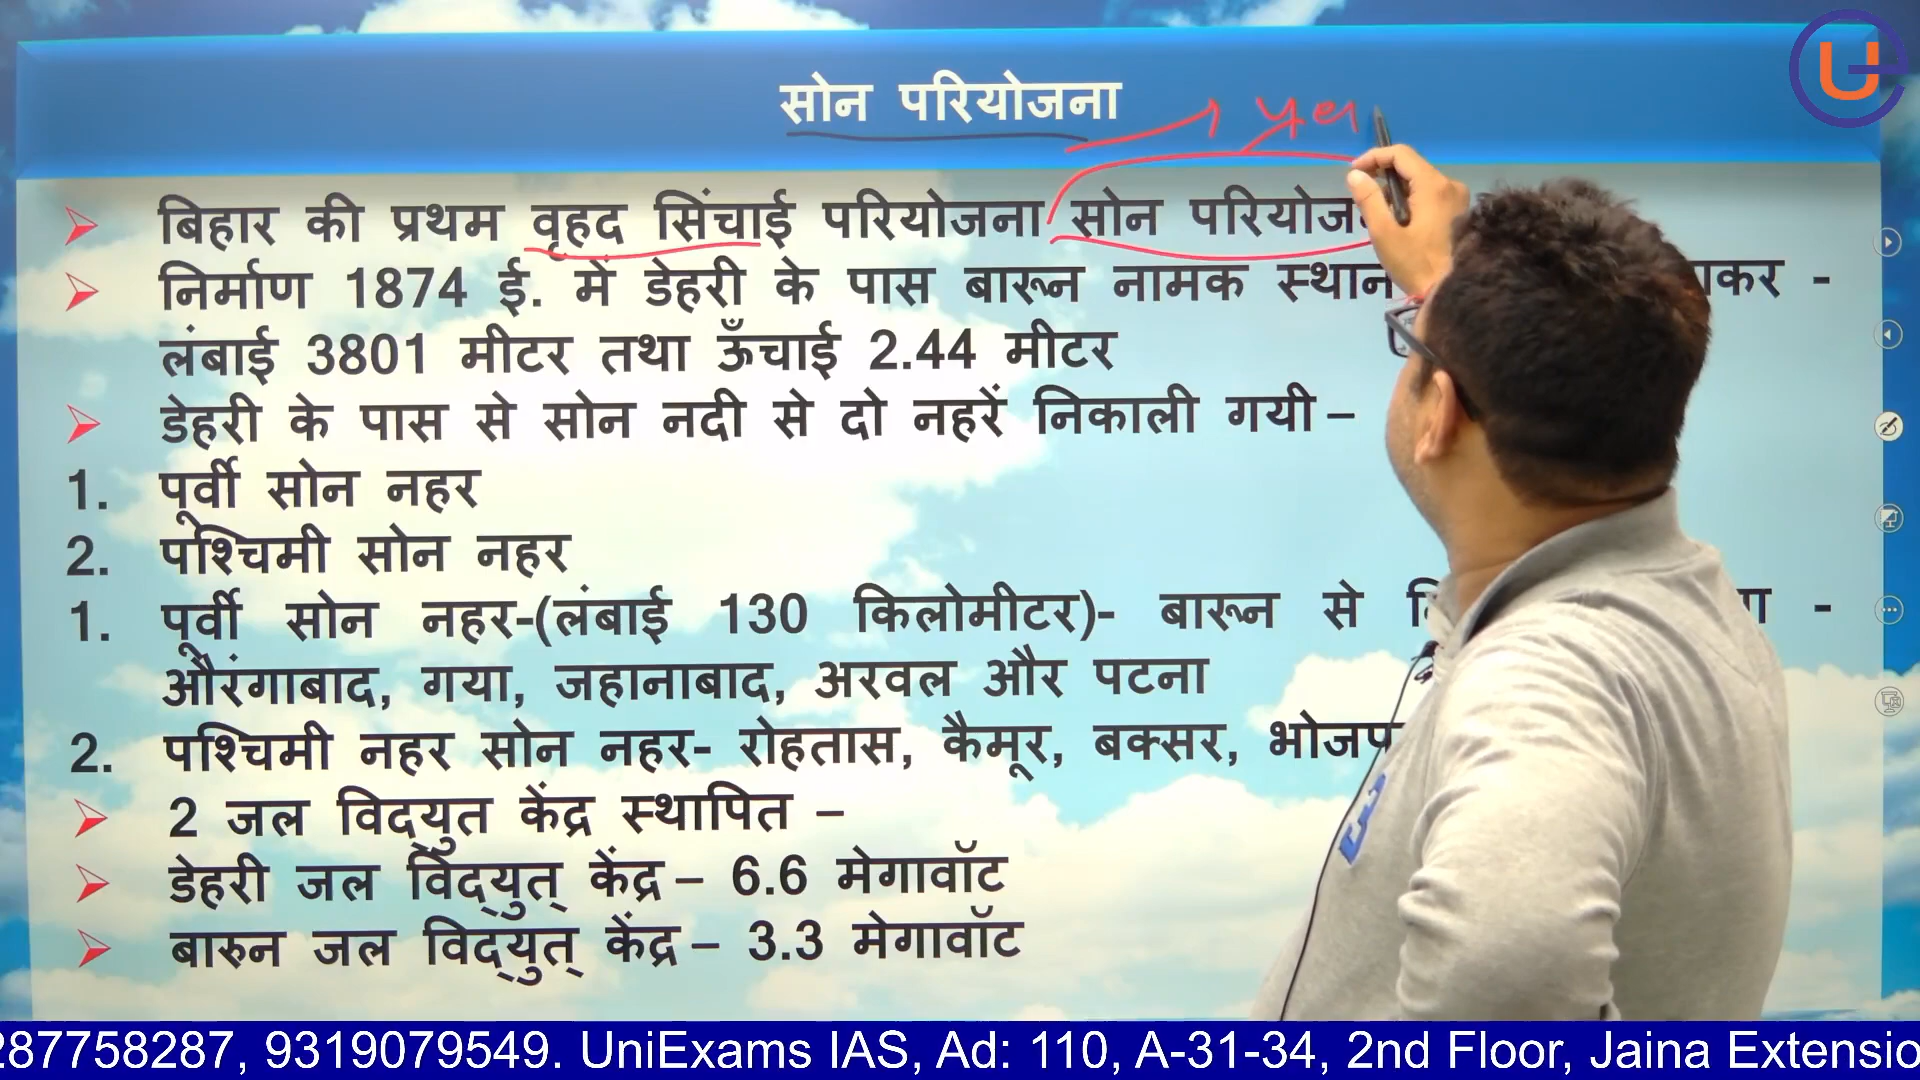 सोन परियोजना
बिहार की प्रथम वृहद सिंचाई परियोजना सोन
निर्माण 1874 ई. में डेहरी के पास बारून नामक स्थान -
लंबाई 3801 मीटर तथा ऊँचाई 2.44 मीटर
डेहरी के पास से सोन नदी से दो नहरें निकाली गयी –
1. पूर्वी सोन नहर
2. पश्चिमी सोन नहर
1. पूर्वी सोन नहर-(लंबाई 130 किलोमीटर)- बारून से -
औरंगाबाद, गया, जहानाबाद, अरवल और पटना
2. पश्चिमी नहर सोन नहर- रोहतास, कैमूर, बक्सर,
2 जल विद्युत केंद्र स्थापित –
डेहरी जल विद्युत् केंद्र – 6.6 मेगावॉट
बारुन जल विद्युत् केंद्र – 3.3 मेगावॉट
287758287, 9319079549. UniExams IAS, Ad: 110, A-31-34, 2nd Floor, Jaina Extensio